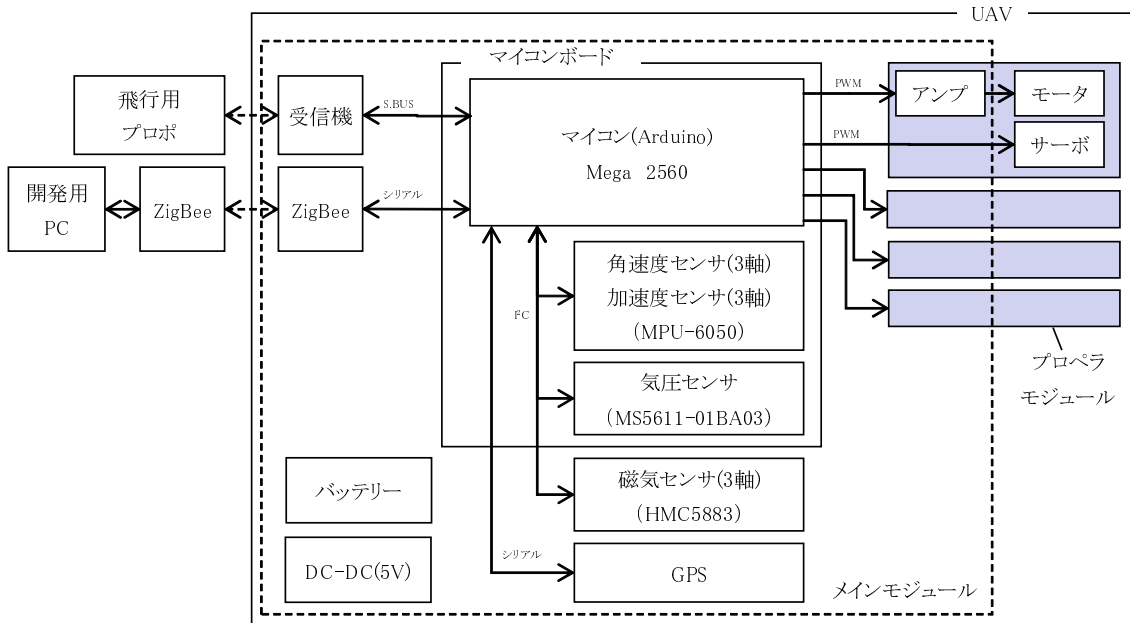 UAV
マイコンボード
飛行用
プロポ
受信機
S.BUS
マイコン(Arduino)
Mega 2560
PWM
アンプ
モータ
PWM
サーボ
開発用
PC
ZigBee
ZigBee
シリアル
角速度センサ(3軸)
加速度センサ(3軸)
(MPU-6050)
I²C
気圧センサ
(MS5611-01BA03)
プロペラ
モジュール
バッテリー
磁気センサ(3軸)
(HMC5883)
DC-DC(5V)
シリアル
GPS
メインモジュール